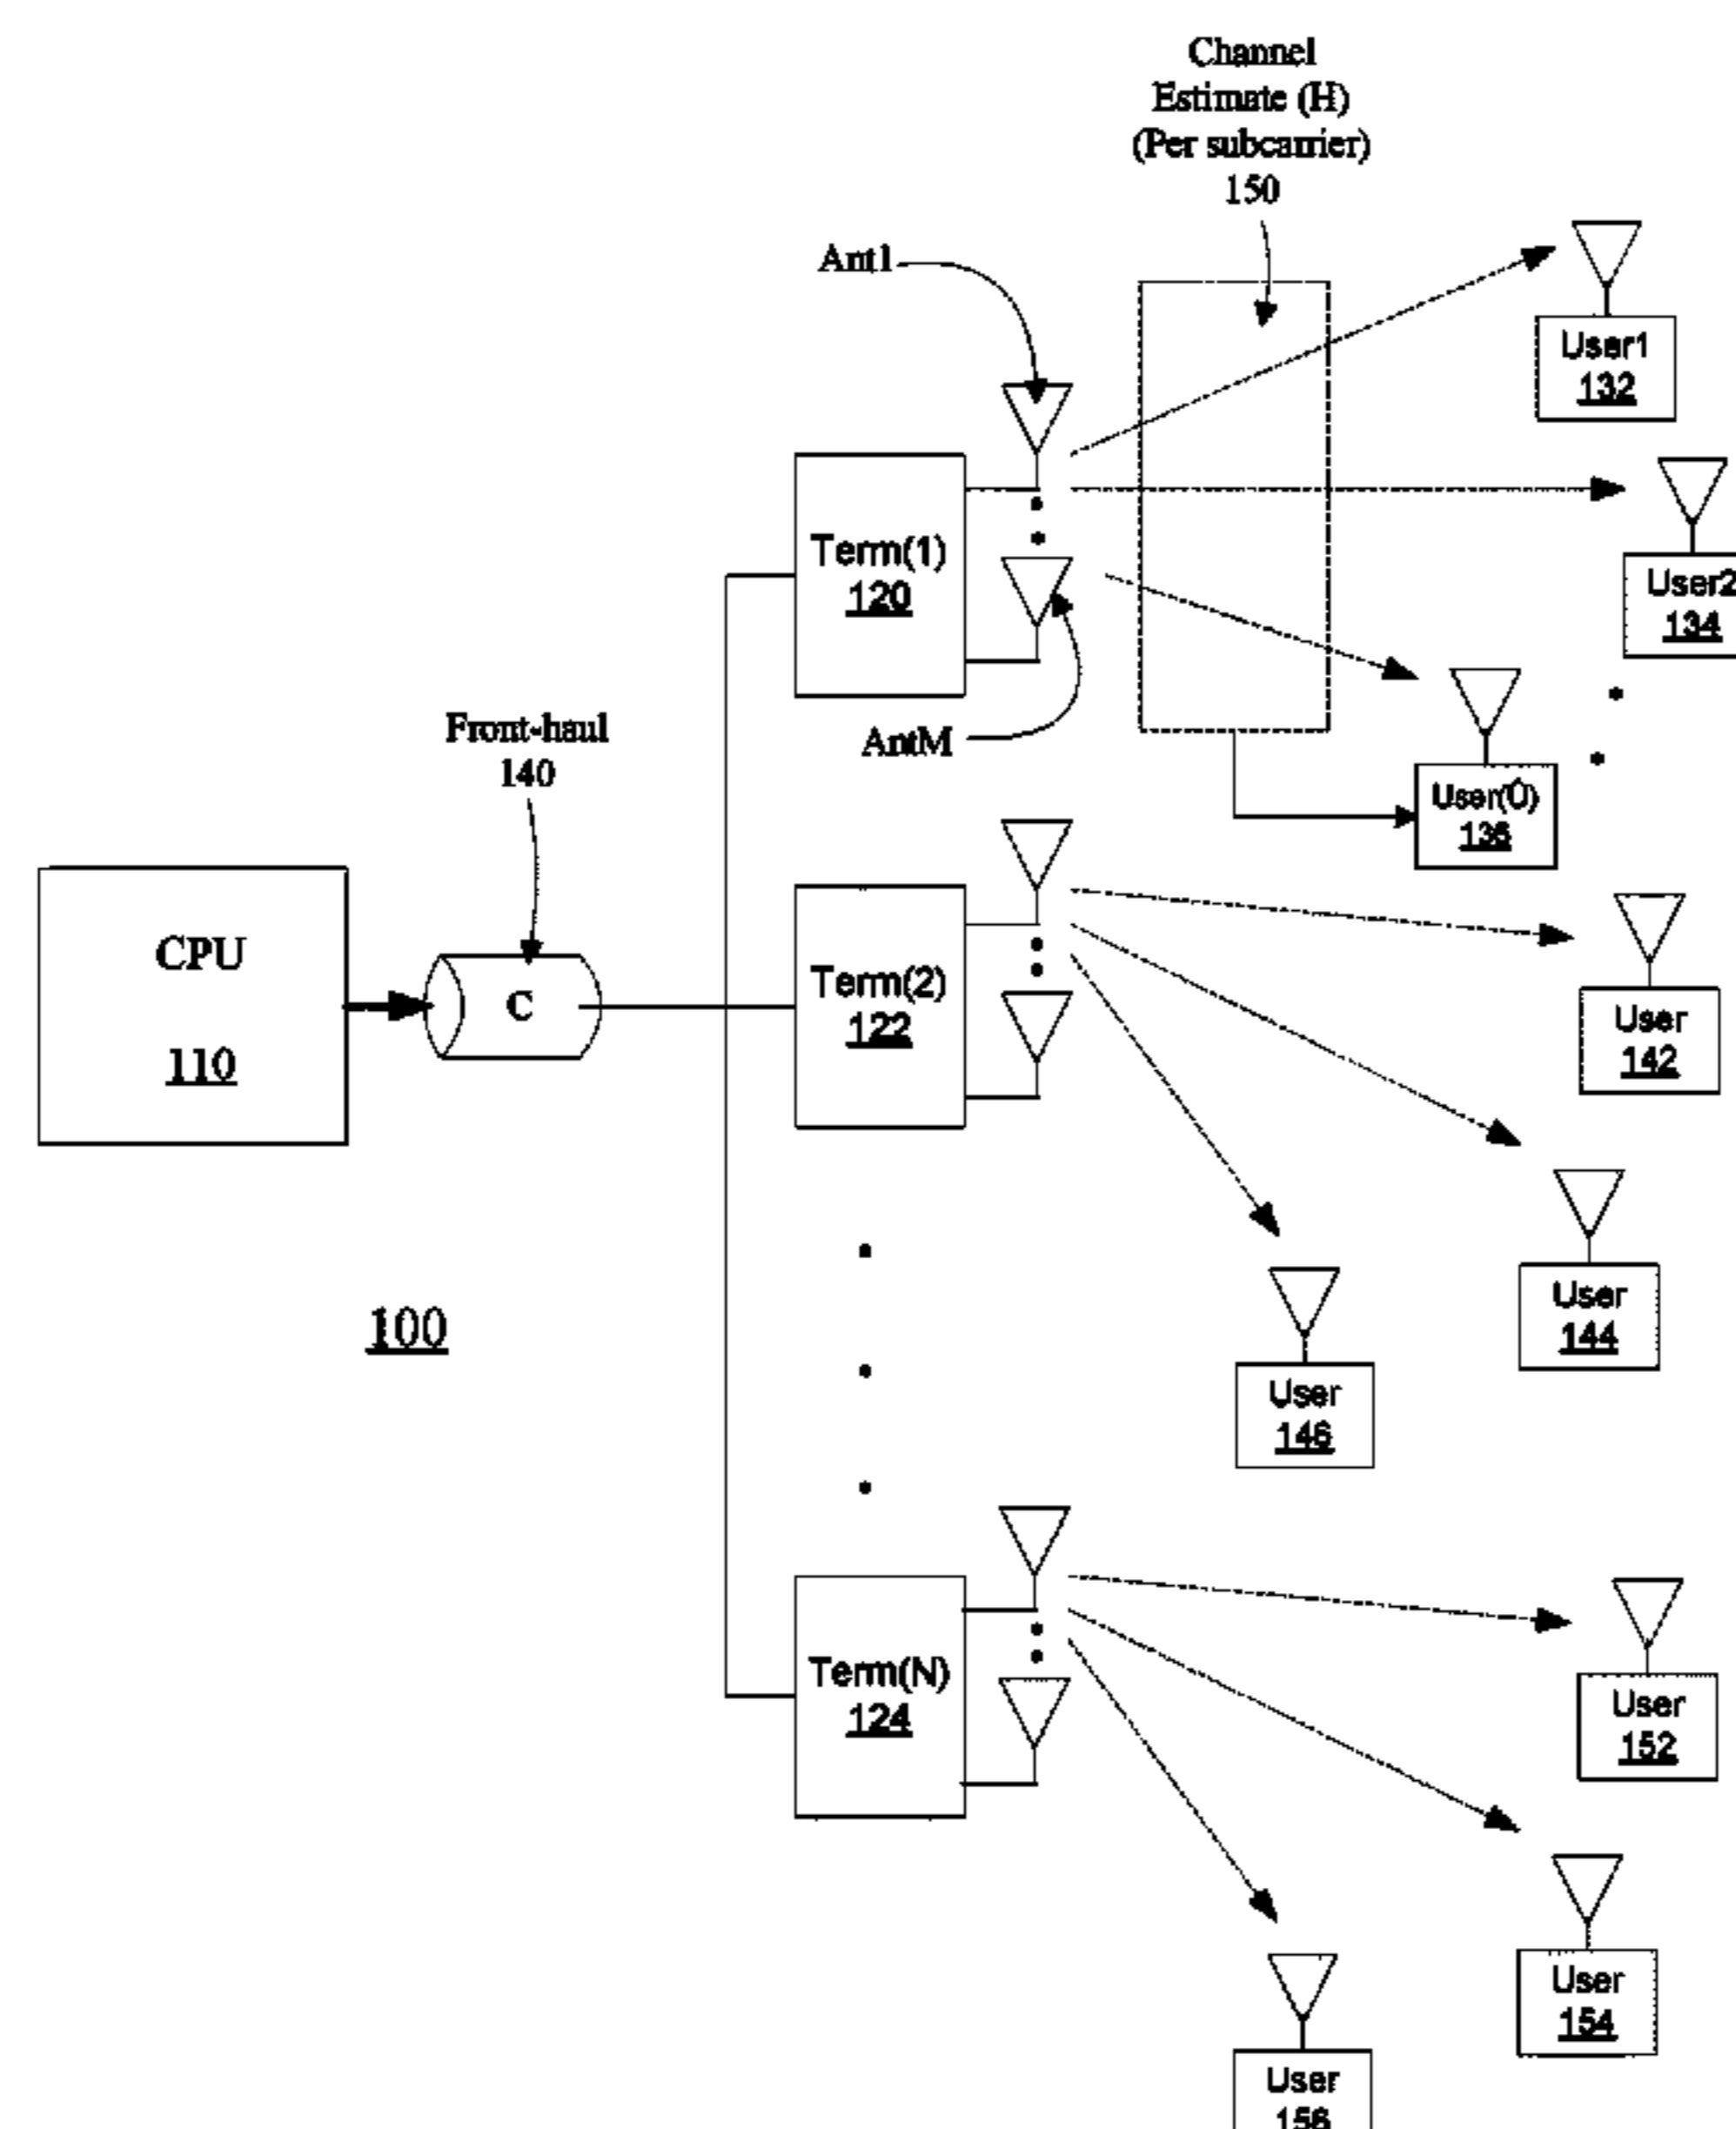 Channel
Estimate (H)
(Per subcarrier)
150
Ant1
User1
132
User2
134
Term(1)
120
AntM
User(U)
136
Front-haul
140
CPU
110
C
Term(2)
122
User
142
User
144
User
146
100
Term(N)
124
User
152
User
154
User
156